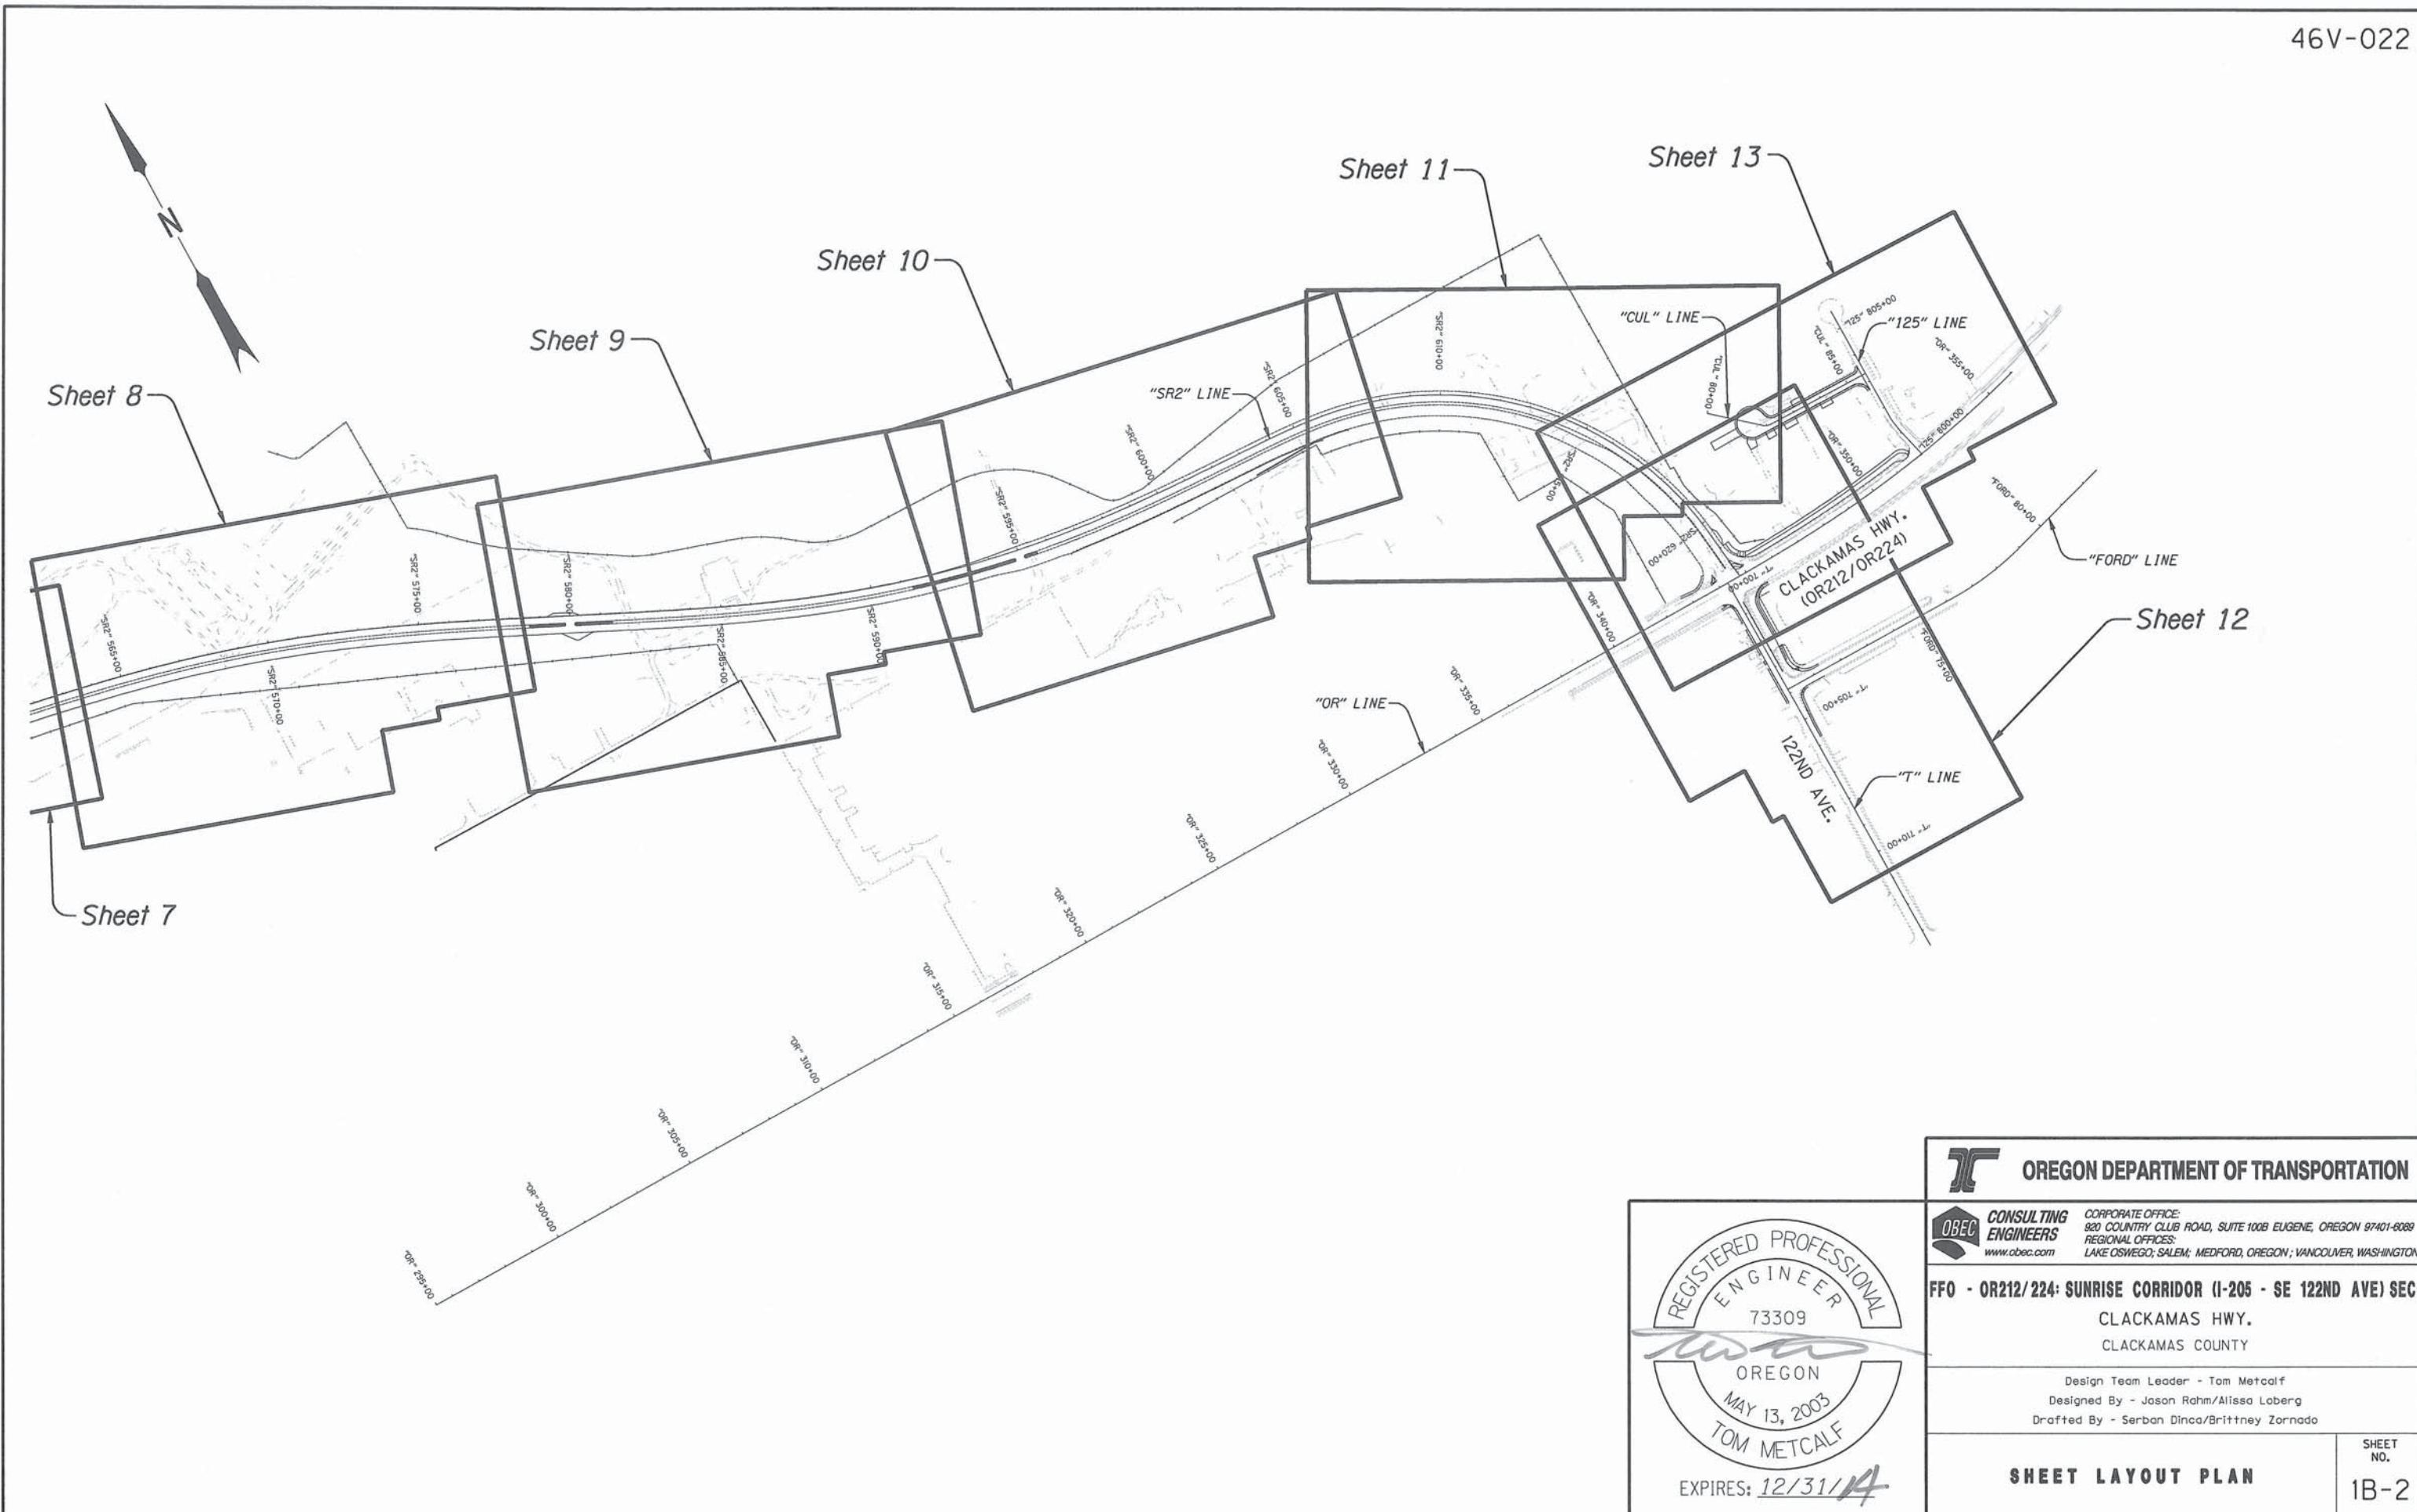 46V-022
N
Sheet 8
Sheet 9
Sheet 10
Sheet 11
Sheet 13
Sheet 7
Sheet 12
"SR2" LINE
"CUL" LINE
"125" LINE
"FORD" LINE
"OR" LINE
"T" LINE
CLACKAMAS HWY.
(OR212/OR224)
122ND AVE.
"SR2" 565+00
"SR2" 570+00
"SR2" 575+00
"SR2" 580+00
"SR2" 585+00
"SR2" 590+00
"SR2" 595+00
"SR2" 600+00
"SR2" 605+00
"SR2" 610+00
"SR2" 620+00
"CUL" 80+00
"CUL" 85+00
"125" 805+00
"125" 800+00
"OR" 355+00
"OR" 350+00
"OR" 340+00
"OR" 335+00
"OR" 330+00
"OR" 325+00
"OR" 320+00
"OR" 315+00
"OR" 310+00
"OR" 305+00
"OR" 300+00
"OR" 295+00
"FORD" 80+00
"FORD" 75+00
"T" 700+00
"T" 705+00
"T" 710+00
REGISTERED PROFESSIONAL
ENGINEER
73309
OREGON
MAY 13, 2003
TOM METCALF
EXPIRES: 12/31/14
OREGON DEPARTMENT OF TRANSPORTATION
OBEC CONSULTING
ENGINEERS
www.obec.com
CORPORATE OFFICE:
920 COUNTRY CLUB ROAD, SUITE 100B EUGENE, OREGON 97401-6089
REGIONAL OFFICES:
LAKE OSWEGO; SALEM; MEDFORD, OREGON; VANCOUVER, WASHINGTON
FFO - OR212/224: SUNRISE CORRIDOR (I-205 - SE 122ND AVE) SEC
CLACKAMAS HWY.
CLACKAMAS COUNTY
Design Team Leader - Tom Metcalf
Designed By - Jason Rahm/Alissa Loberg
Drafted By - Serban Dinca/Brittney Zornado
SHEET LAYOUT PLAN
SHEET
NO.
1B-2